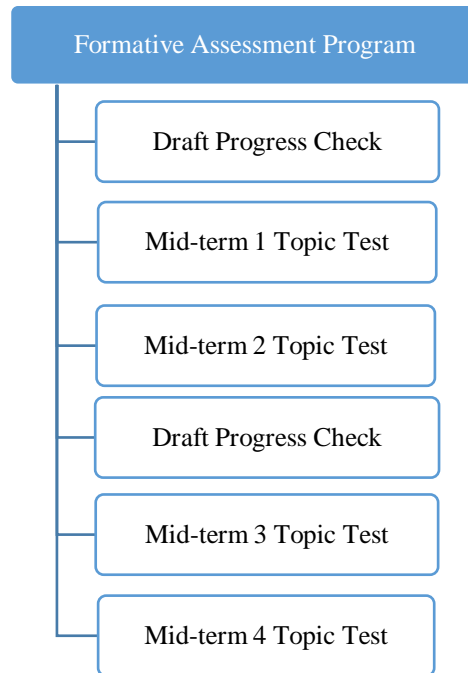 Formative Assessment Program
Draft Progress Check
Mid-term 1 Topic Test
Mid-term 2 Topic Test
Draft Progress Check
Mid-term 3 Topic Test
Mid-term 4 Topic Test